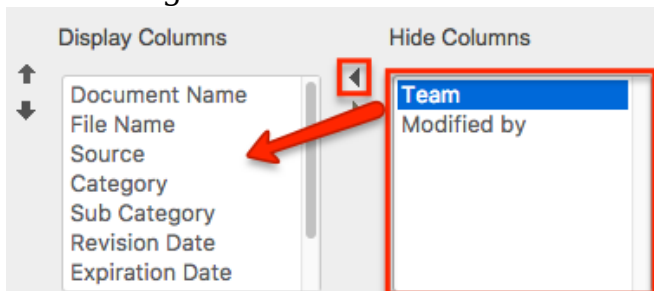 Display Columns
Hide Columns
Document Name
File Name
Source
Category
Sub Category
Revision Date
Expiration Date
Team
Modified by